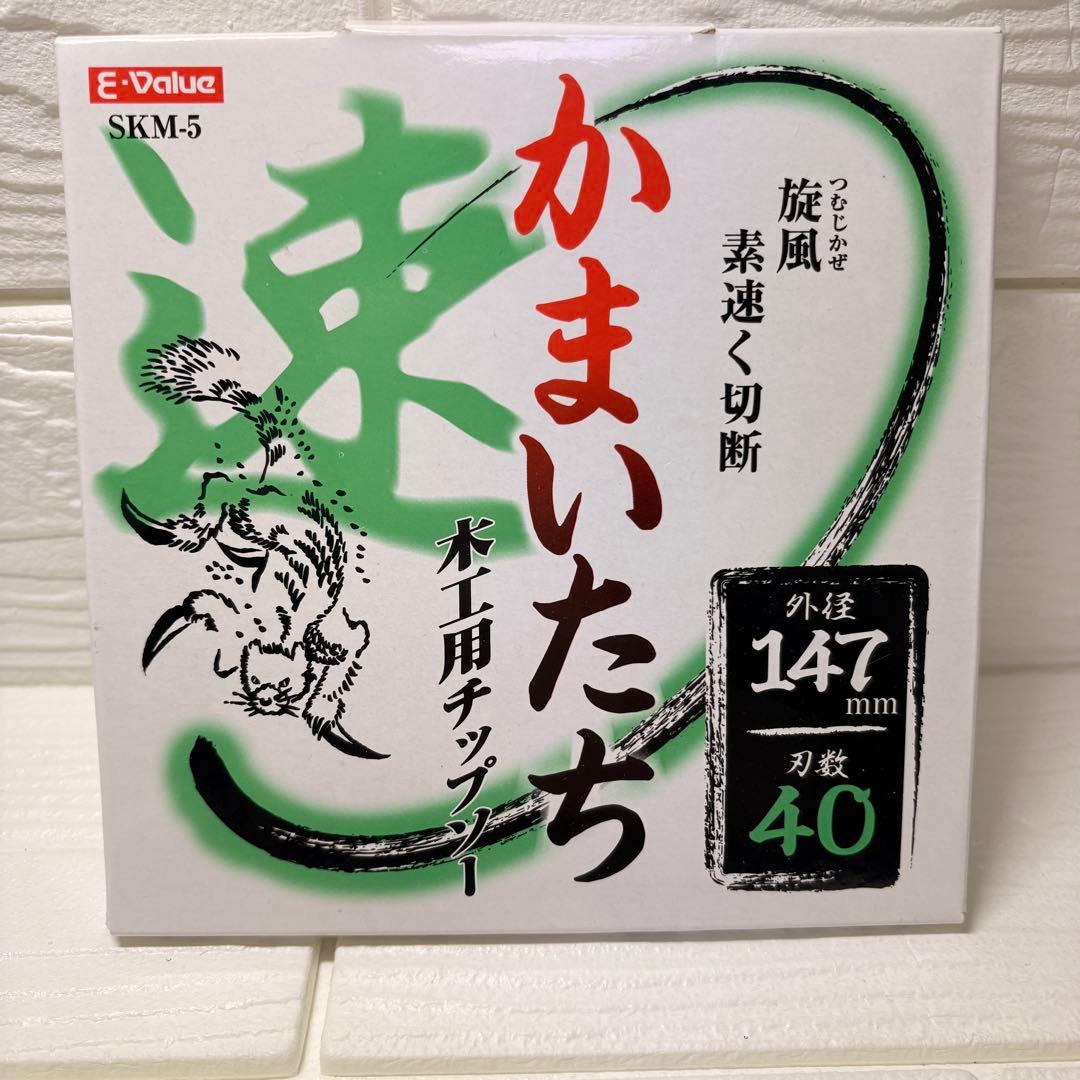 E-Value
SKM-5
速
かまいたち
木工用チップソー
つむじかぜ
旋風
素速く切断
外径
147
mm
刃数
40